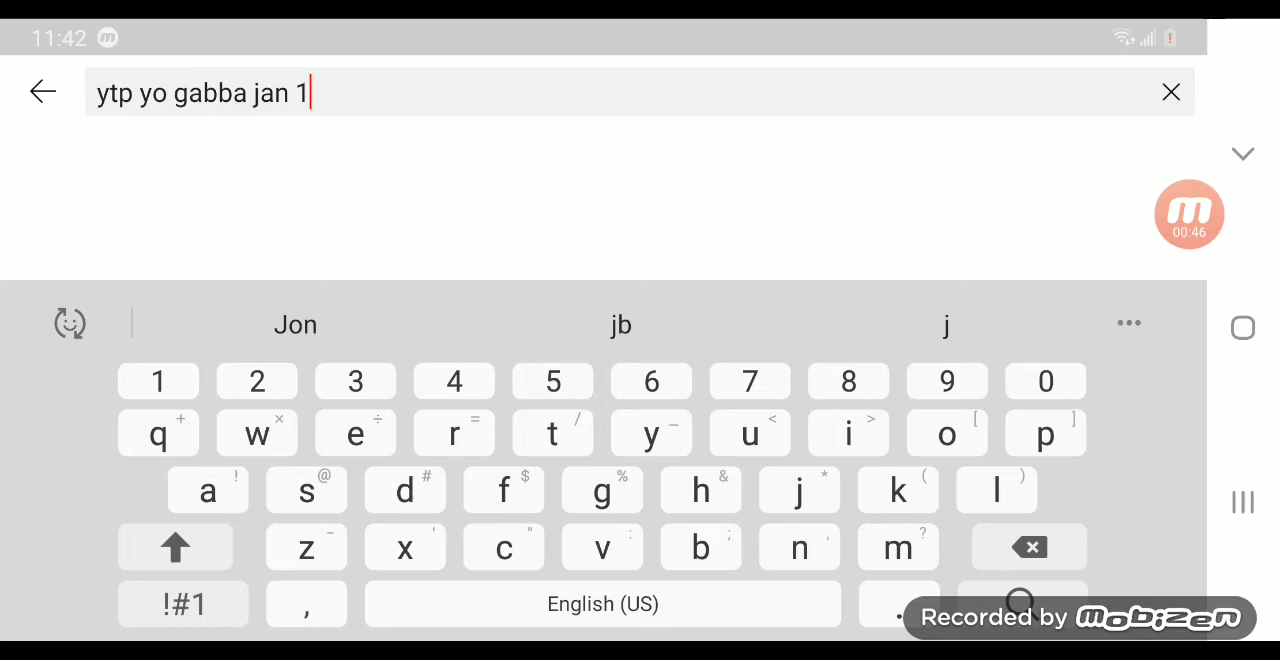 11:42
ytp yo gabba jan 1
00:46
Jon jb j
1 2 3 4 5 6 7 8 9 0
q + w × e ÷ r = t / y _ u < i > o [ p ]
a ! s @ d # f $ g % h & j * k ( l )
z - x ' c " v : b ; n , m ?
!#1 , English (US) .
Recorded by mobizen